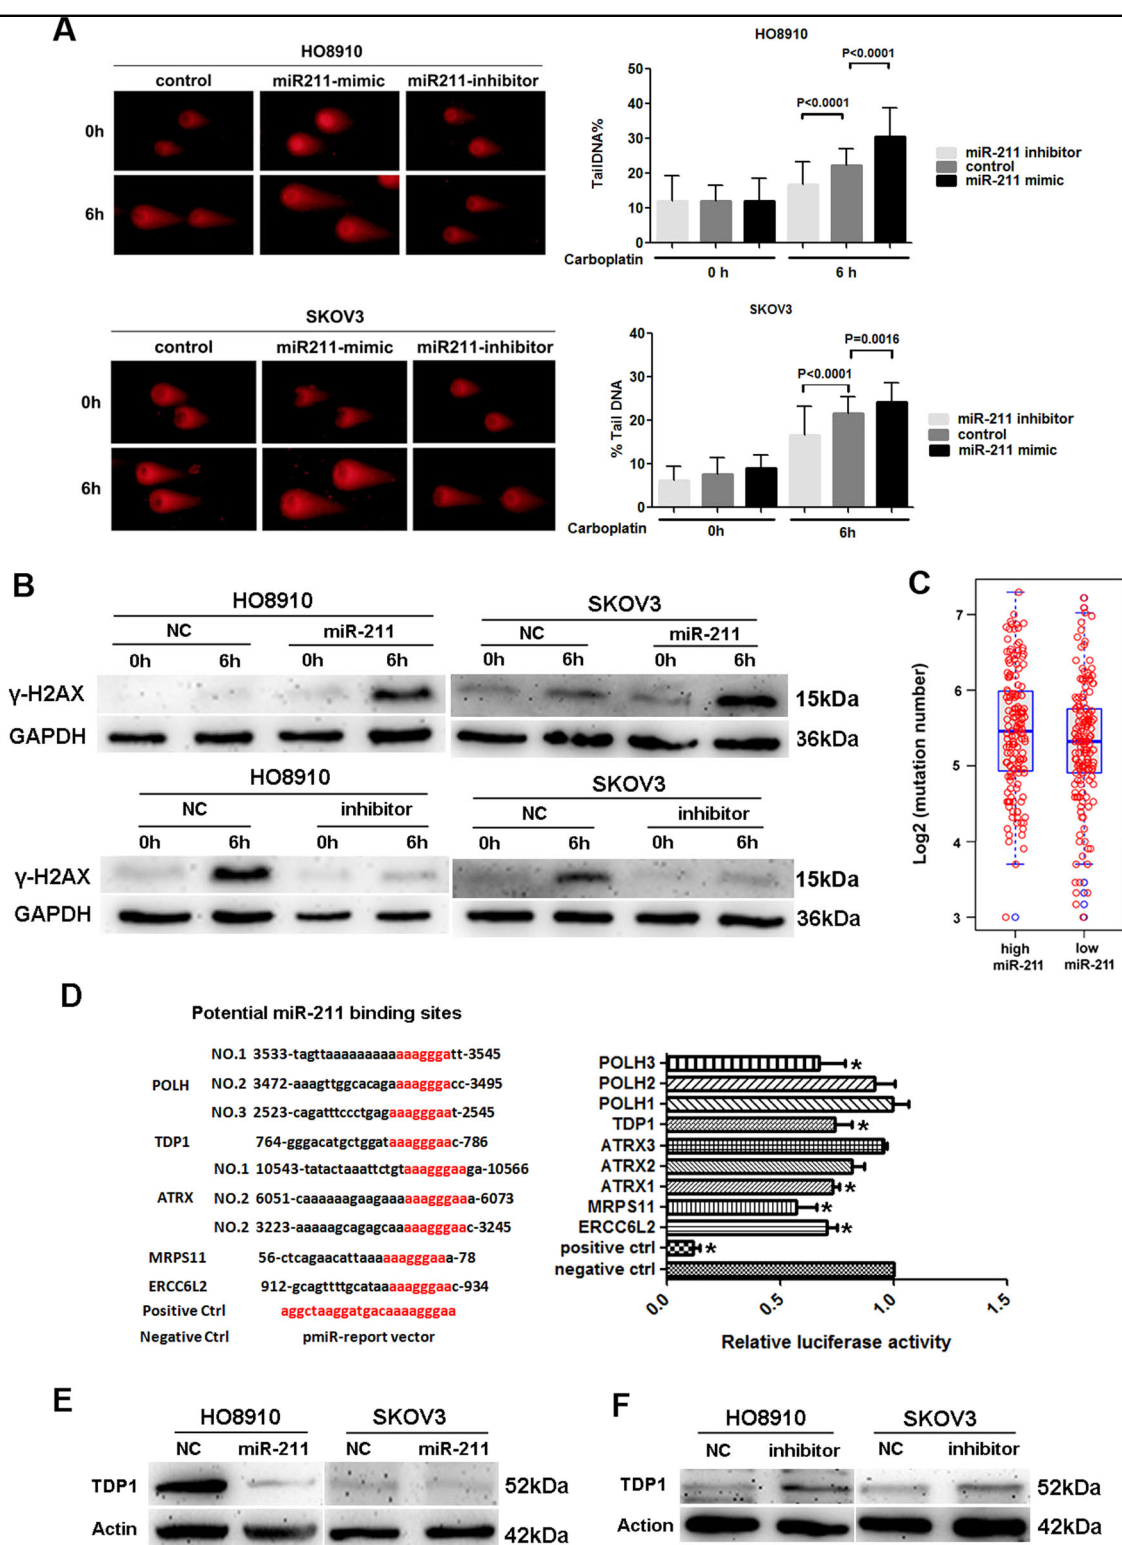 A
HO8910
control miR211-mimic miR211-inhibitor
0h
6h
HO8910
P<0.0001
P<0.0001
TailDNA%
50
40
30
20
10
0
Carboplatin
0 h 6 h
miR-211 inhibitor
control
miR-211 mimic
SKOV3
control miR211-mimic miR211-inhibitor
0h
6h
SKOV3
P=0.0016
P<0.0001
% Tail DNA
40
30
20
10
0
Carboplatin
0h 6h
miR-211 inhibitor
control
miR-211 mimic
B
HO8910 SKOV3
NC miR-211 NC miR-211
0h 6h 0h 6h 0h 6h 0h 6h
γ-H2AX 15kDa
GAPDH 36kDa
HO8910 SKOV3
NC inhibitor NC inhibitor
0h 6h 0h 6h 0h 6h 0h 6h
γ-H2AX 15kDa
GAPDH 36kDa
C
Log2 (mutation number)
7
6
5
4
3
high low
miR-211 miR-211
D
Potential miR-211 binding sites
NO.1 3533-tagttaaaaaaaaaaaagggatt-3545
POLH NO.2 3472-aaagttggcacagaaaagggacc-3495
NO.3 2523-cagatttccctgagaaagggaat-2545
TDP1 764-gggacatgctggataaagggaac-786
NO.1 10543-tatactaaattctgtaaagggaaga-10566
ATRX NO.2 6051-caaaaaagaagaaaaaagggaaa-6073
NO.2 3223-aaaaagcagagcaaaaagggaac-3245
MRPS11 56-ctcagaacattaaaaaagggaaa-78
ERCC6L2 912-gcagttttgcataaaaagggaac-934
Positive Ctrl aggctaaggatgacaaaagggaa
Negative Ctrl pmiR-report vector
POLH3 *
POLH2
POLH1
TDP1 *
ATRX3
ATRX2
ATRX1 *
MRPS11 *
ERCC6L2 *
positive ctrl *
negative ctrl
0.0 0.5 1.0 1.5
Relative luciferase activity
E
HO8910 SKOV3
NC miR-211 NC miR-211
TDP1 52kDa
Actin 42kDa
F
HO8910 SKOV3
NC inhibitor NC inhibitor
TDP1 52kDa
Action 42kDa